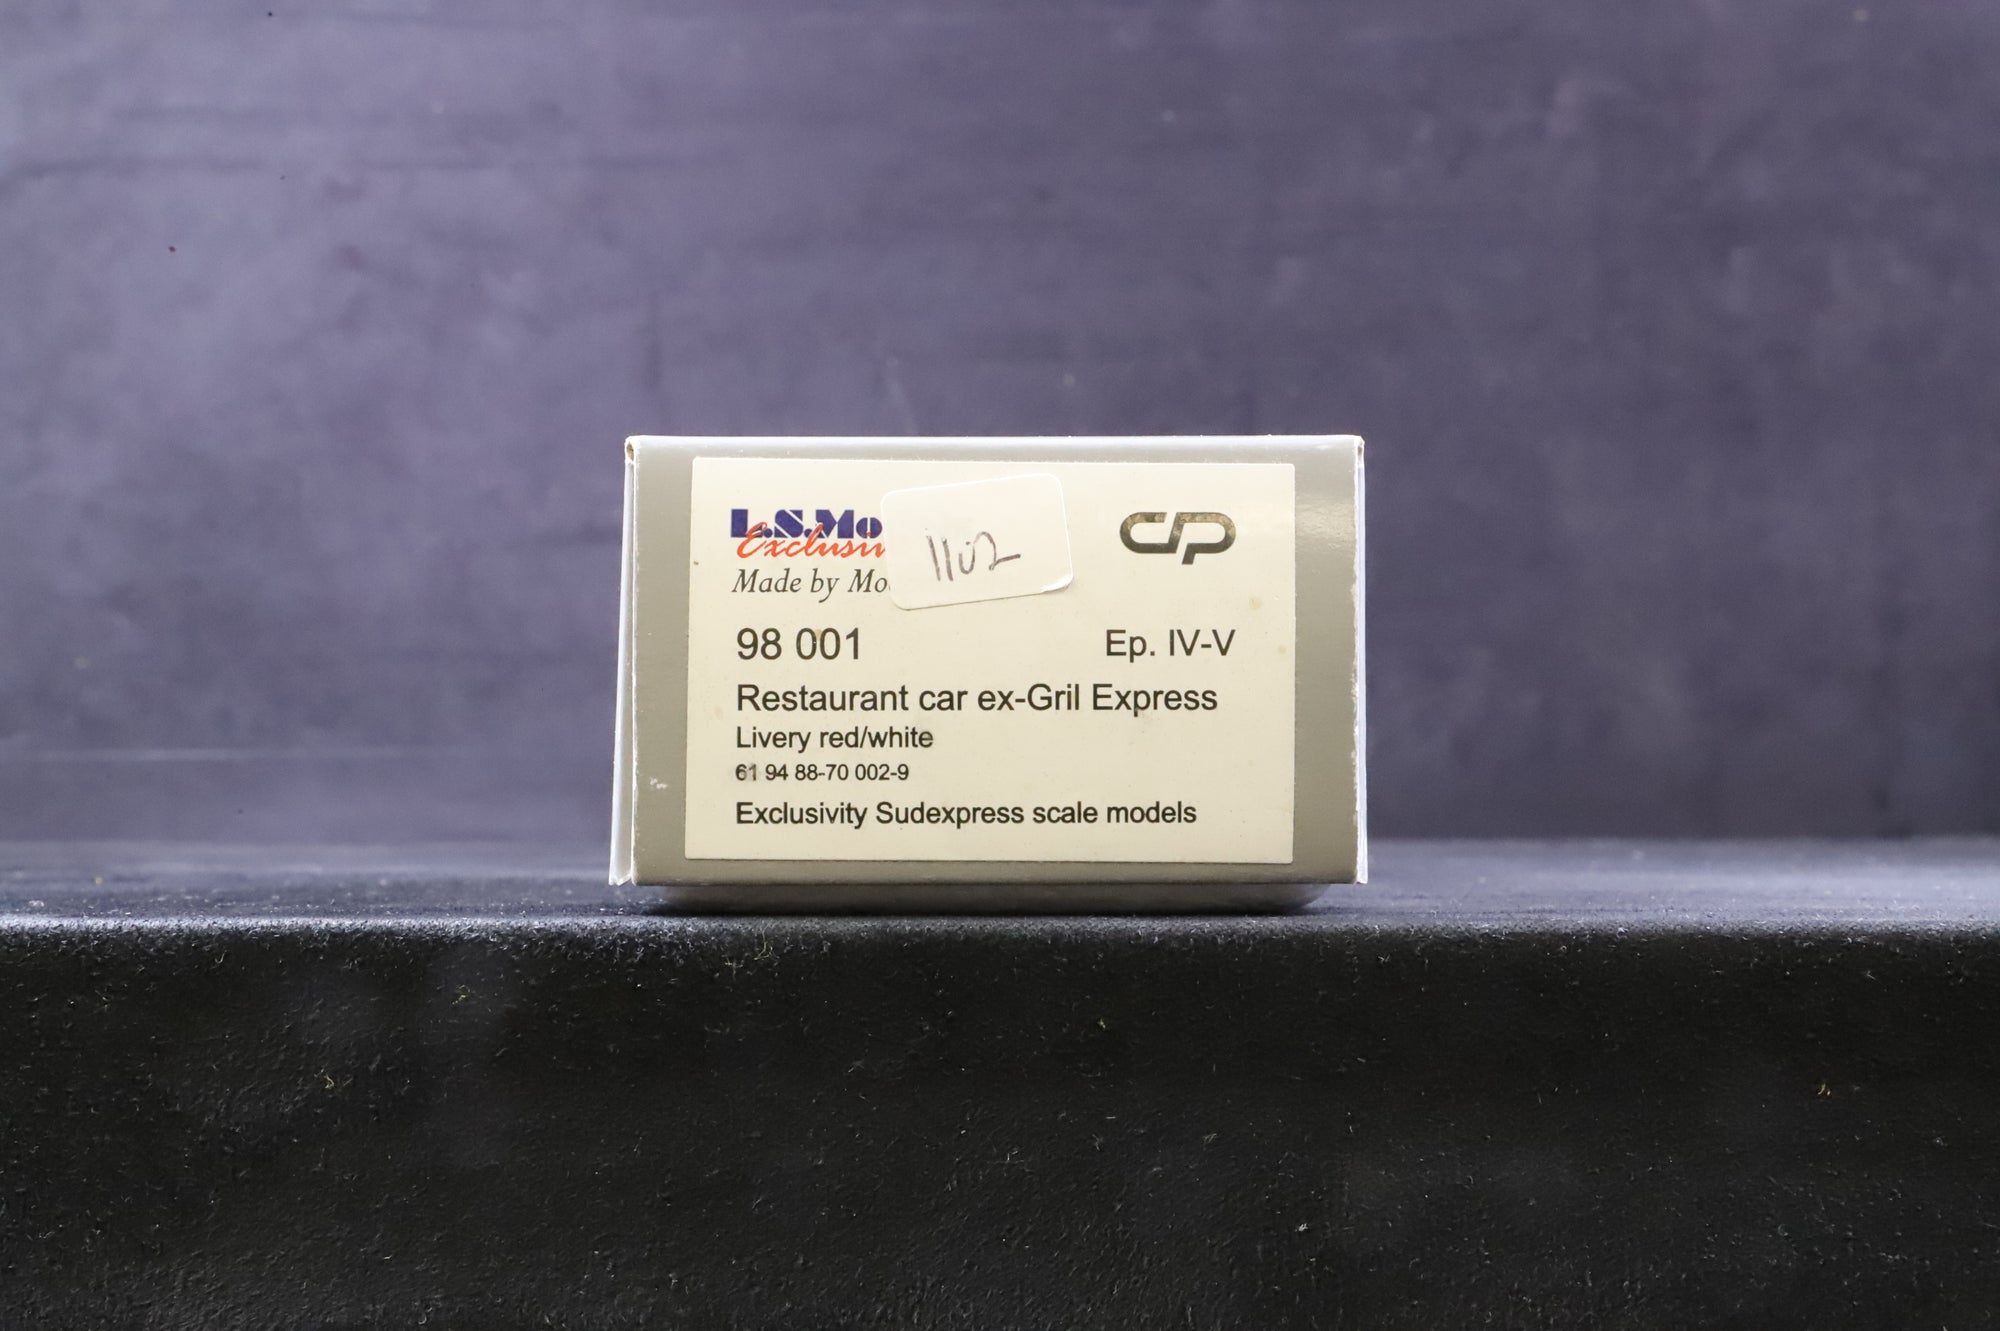 L.S.Mo
Exclusiv
Made by Mo
1102
CP
98 001 Ep. IV-V
Restaurant car ex-Gril Express
Livery red/white
61 94 88-70 002-9
Exclusivity Sudexpress scale models